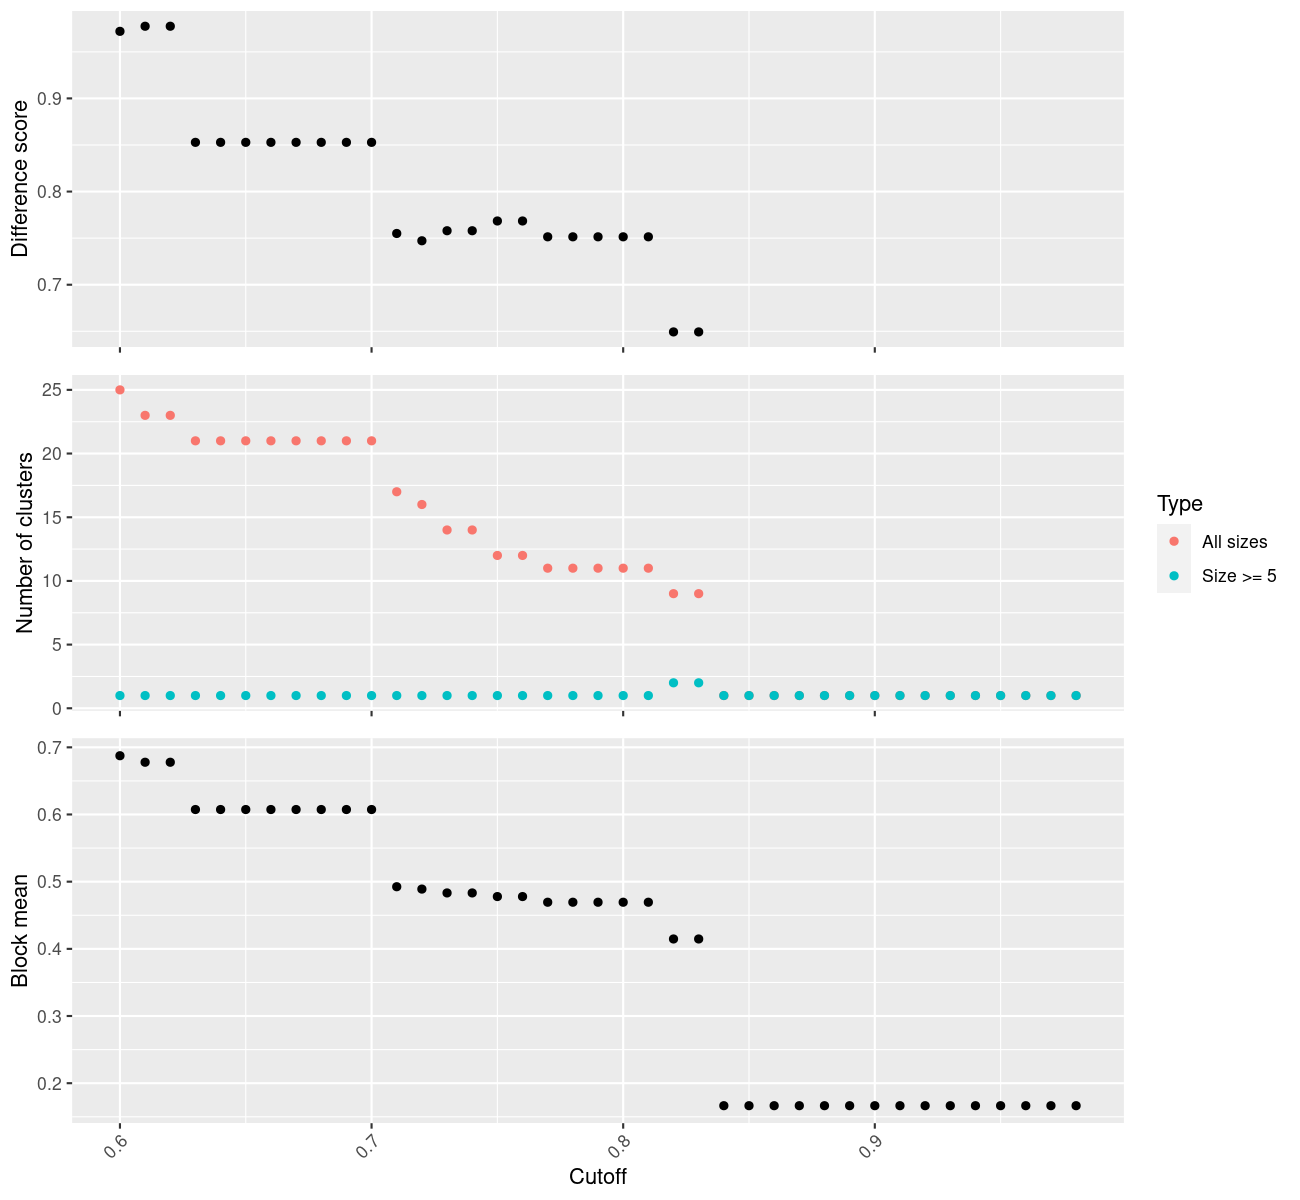 0.9
0.8
0.7
Difference score
25
20
15
10
5
0
Number of clusters
Type
All sizes
Size >= 5
0.7
0.6
0.5
0.4
0.3
0.2
Block mean
0.6
0.7
0.8
0.9
Cutoff